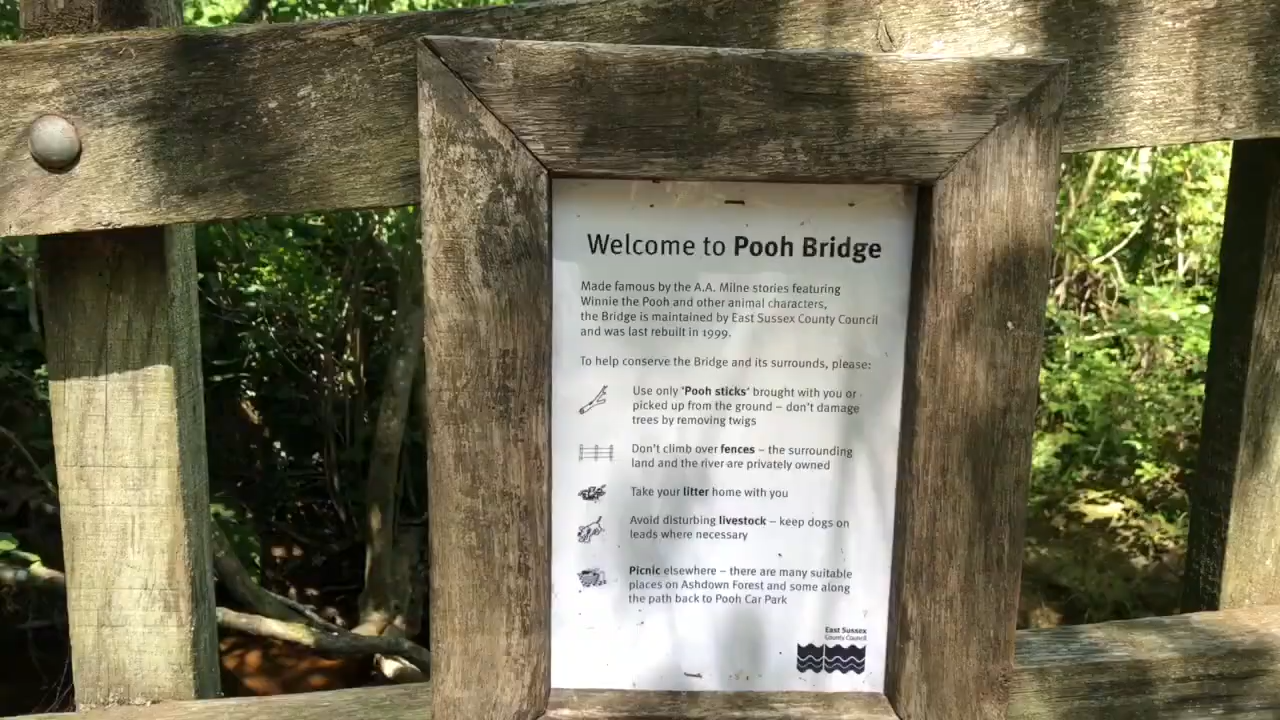 Welcome to Pooh Bridge
Made famous by the A.A. Milne stories featuring
Winnie the Pooh and other animal characters,
the Bridge is maintained by East Sussex County Council
and was last rebuilt in 1999.
To help conserve the Bridge and its surrounds, please:
Use only 'Pooh sticks' brought with you or
picked up from the ground – don't damage
trees by removing twigs
Don't climb over fences – the surrounding
land and the river are privately owned
Take your litter home with you
Avoid disturbing livestock – keep dogs on
leads where necessary
Picnic elsewhere – there are many suitable
places on Ashdown Forest and some along
the path back to Pooh Car Park
East Sussex
County Council